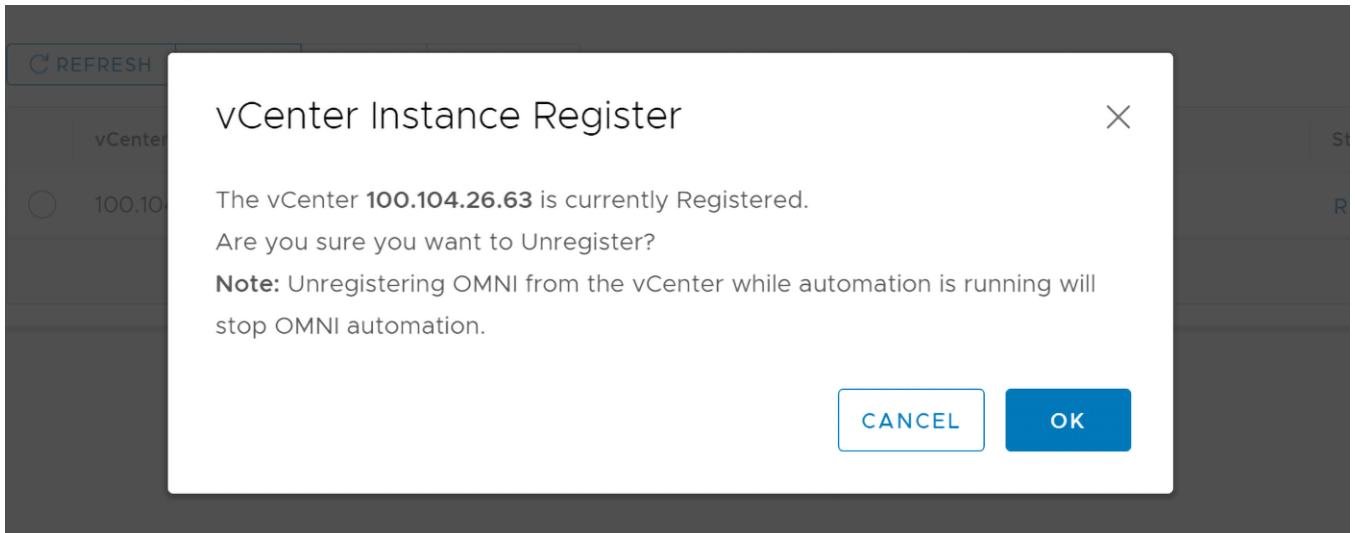 REFRESH
vCenter Instance Register
vCenter
St
The vCenter 100.104.26.63 is currently Registered.
100.10
R
Are you sure you want to Unregister?
Note: Unregistering OMNI from the vCenter while automation is running will
stop OMNI automation.
CANCEL
OK